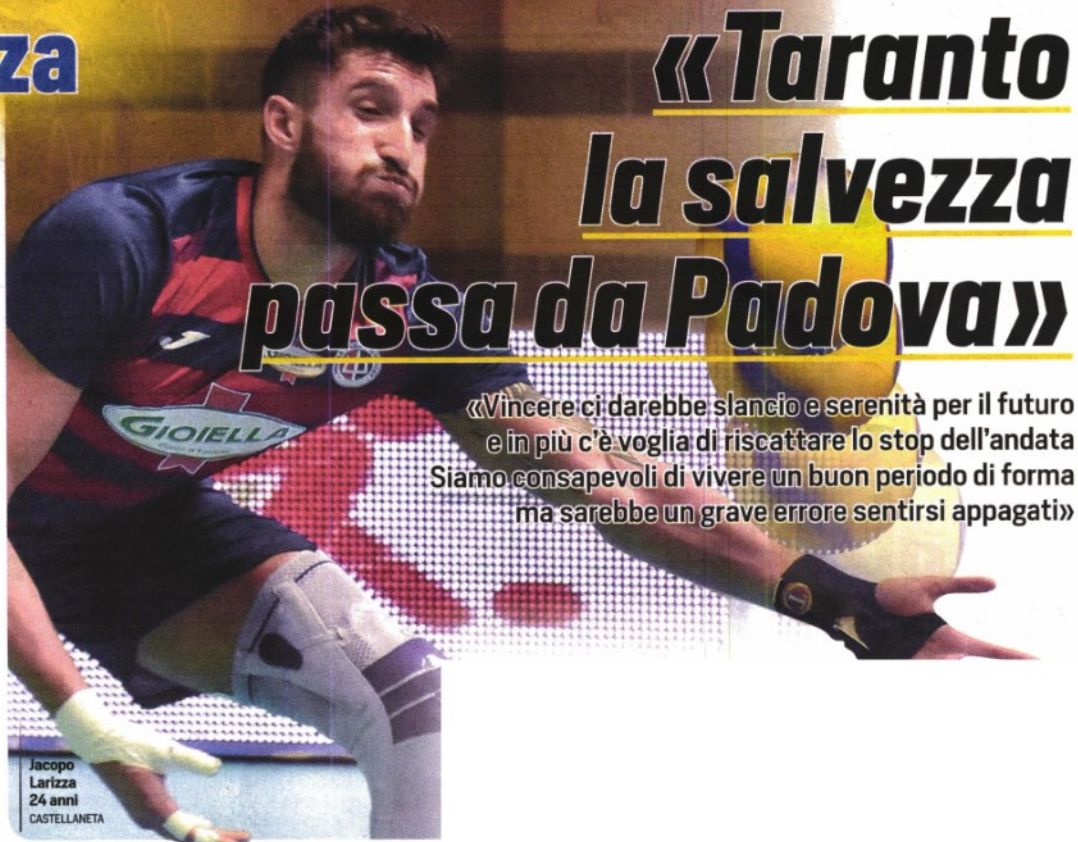 za
«Taranto
la salvezza
passa da Padova»
«Vincere ci darebbe slancio e serenità per il futuro
e in più c'è voglia di riscattare lo stop dell'andata
Siamo consapevoli di vivere un buon periodo di forma
ma sarebbe un grave errore sentirsi appagati»
GIOIELLA
Jacopo
Larizza
24 anni
CASTELLANETA